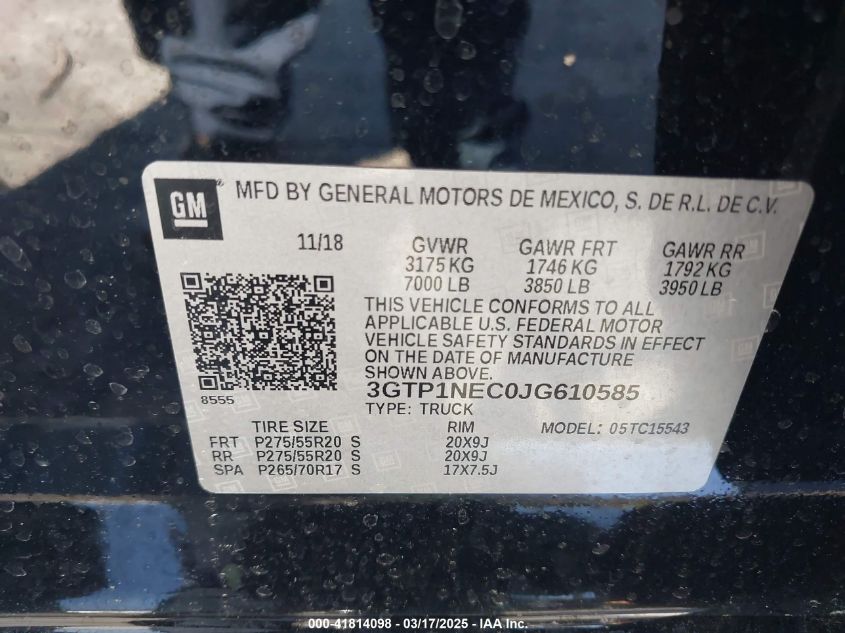 GM ® MFD BY GENERAL MOTORS DE MEXICO, S. DE R.L. DE C.V.
11/18 GVWR GAWR FRT GAWR RR
3175 KG 1746 KG 1792 KG
7000 LB 3850 LB 3950 LB
THIS VEHICLE CONFORMS TO ALL
APPLICABLE U.S. FEDERAL MOTOR
VEHICLE SAFETY STANDARDS IN EFFECT
ON THE DATE OF MANUFACTURE
SHOWN ABOVE.
8555
3GTP1NEC0JG610585
TYPE: TRUCK
TIRE SIZE RIM MODEL: 05TC15543
FRT P275/55R20 S 20X9J
RR P275/55R20 S 20X9J
SPA P265/70R17 S 17X7.5J
000-41814098 - 03/17/2025 - IAA Inc.